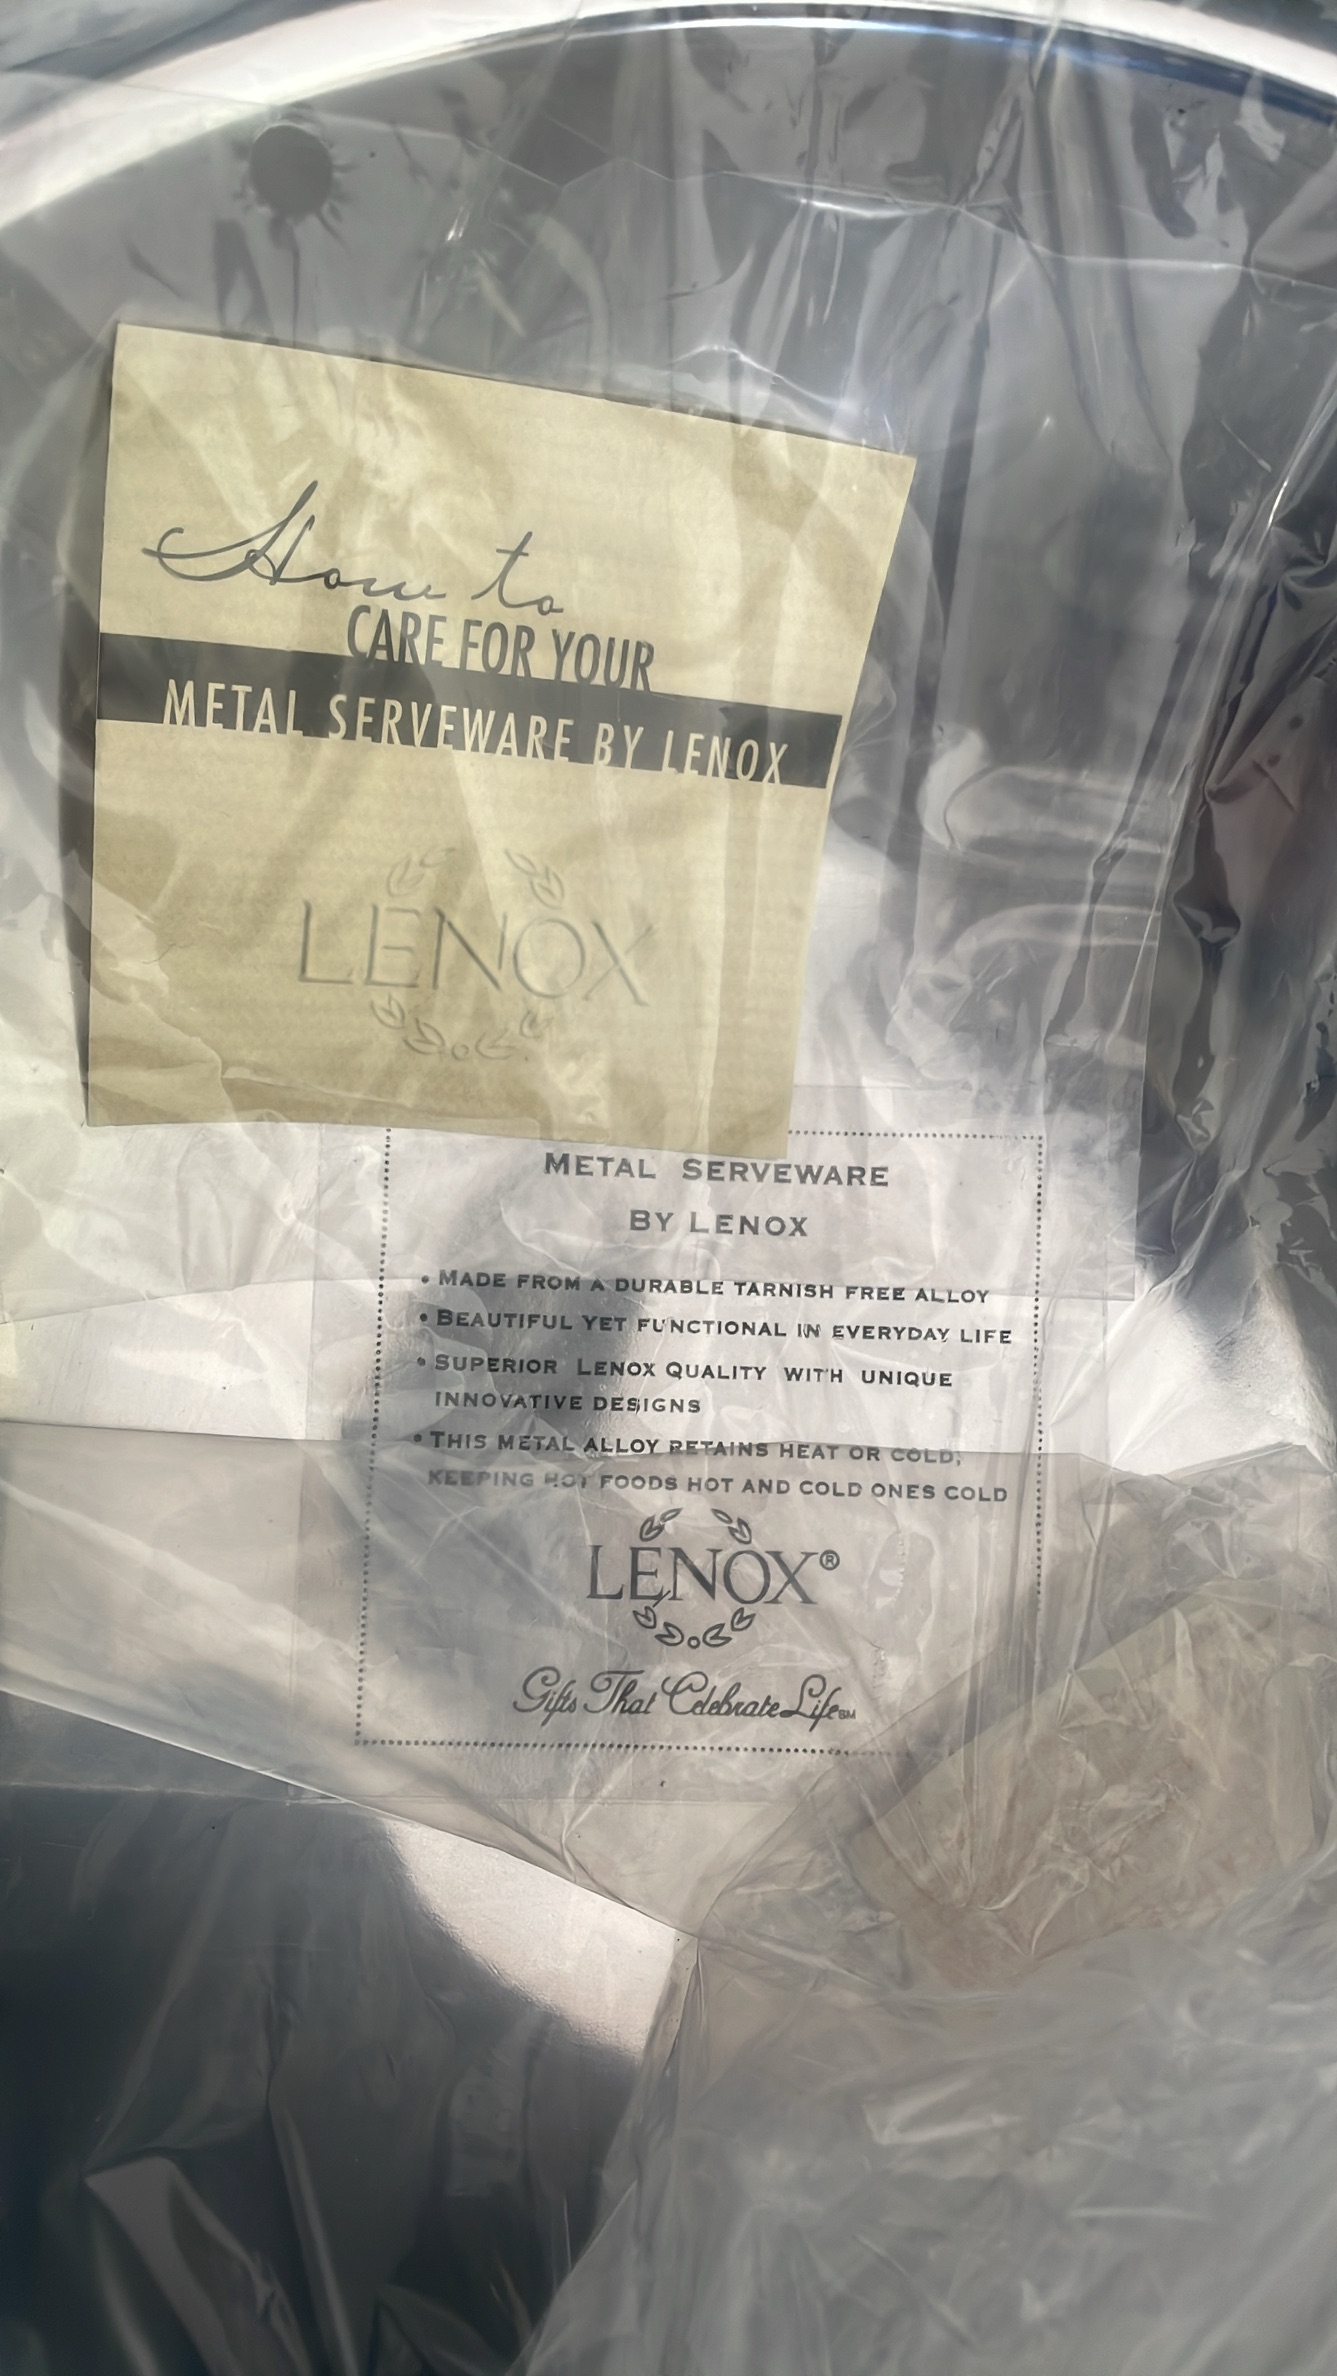 How to
CARE FOR YOUR
METAL SERVEWARE BY LENOX
LENOX
METAL SERVEWARE
BY LENOX
• MADE FROM A DURABLE TARNISH FREE ALLOY
• BEAUTIFUL YET FUNCTIONAL IN EVERYDAY LIFE
• SUPERIOR LENOX QUALITY WITH UNIQUE
INNOVATIVE DESIGNS
• THIS METAL ALLOY RETAINS HEAT OR COLD,
KEEPING HOT FOODS HOT AND COLD ONES COLD
LENOX®
Gifts That Celebrate Life SM